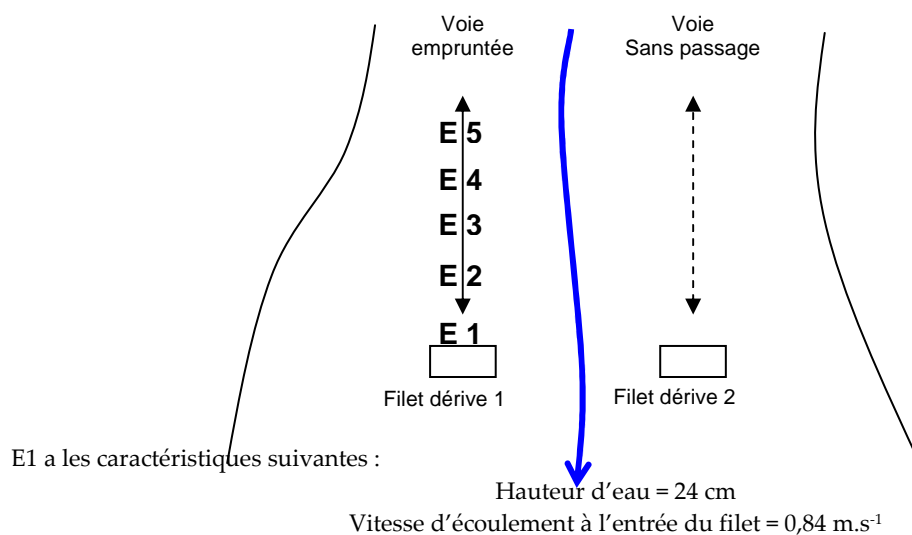 Voie
empruntée
Voie
Sans passage
E 5
E 4
E 3
E 2
E 1
Filet dérive 1
Filet dérive 2
E1 a les caractéristiques suivantes :
Hauteur d’eau = 24 cm
Vitesse d’écoulement à l’entrée du filet = 0,84 m.s-1